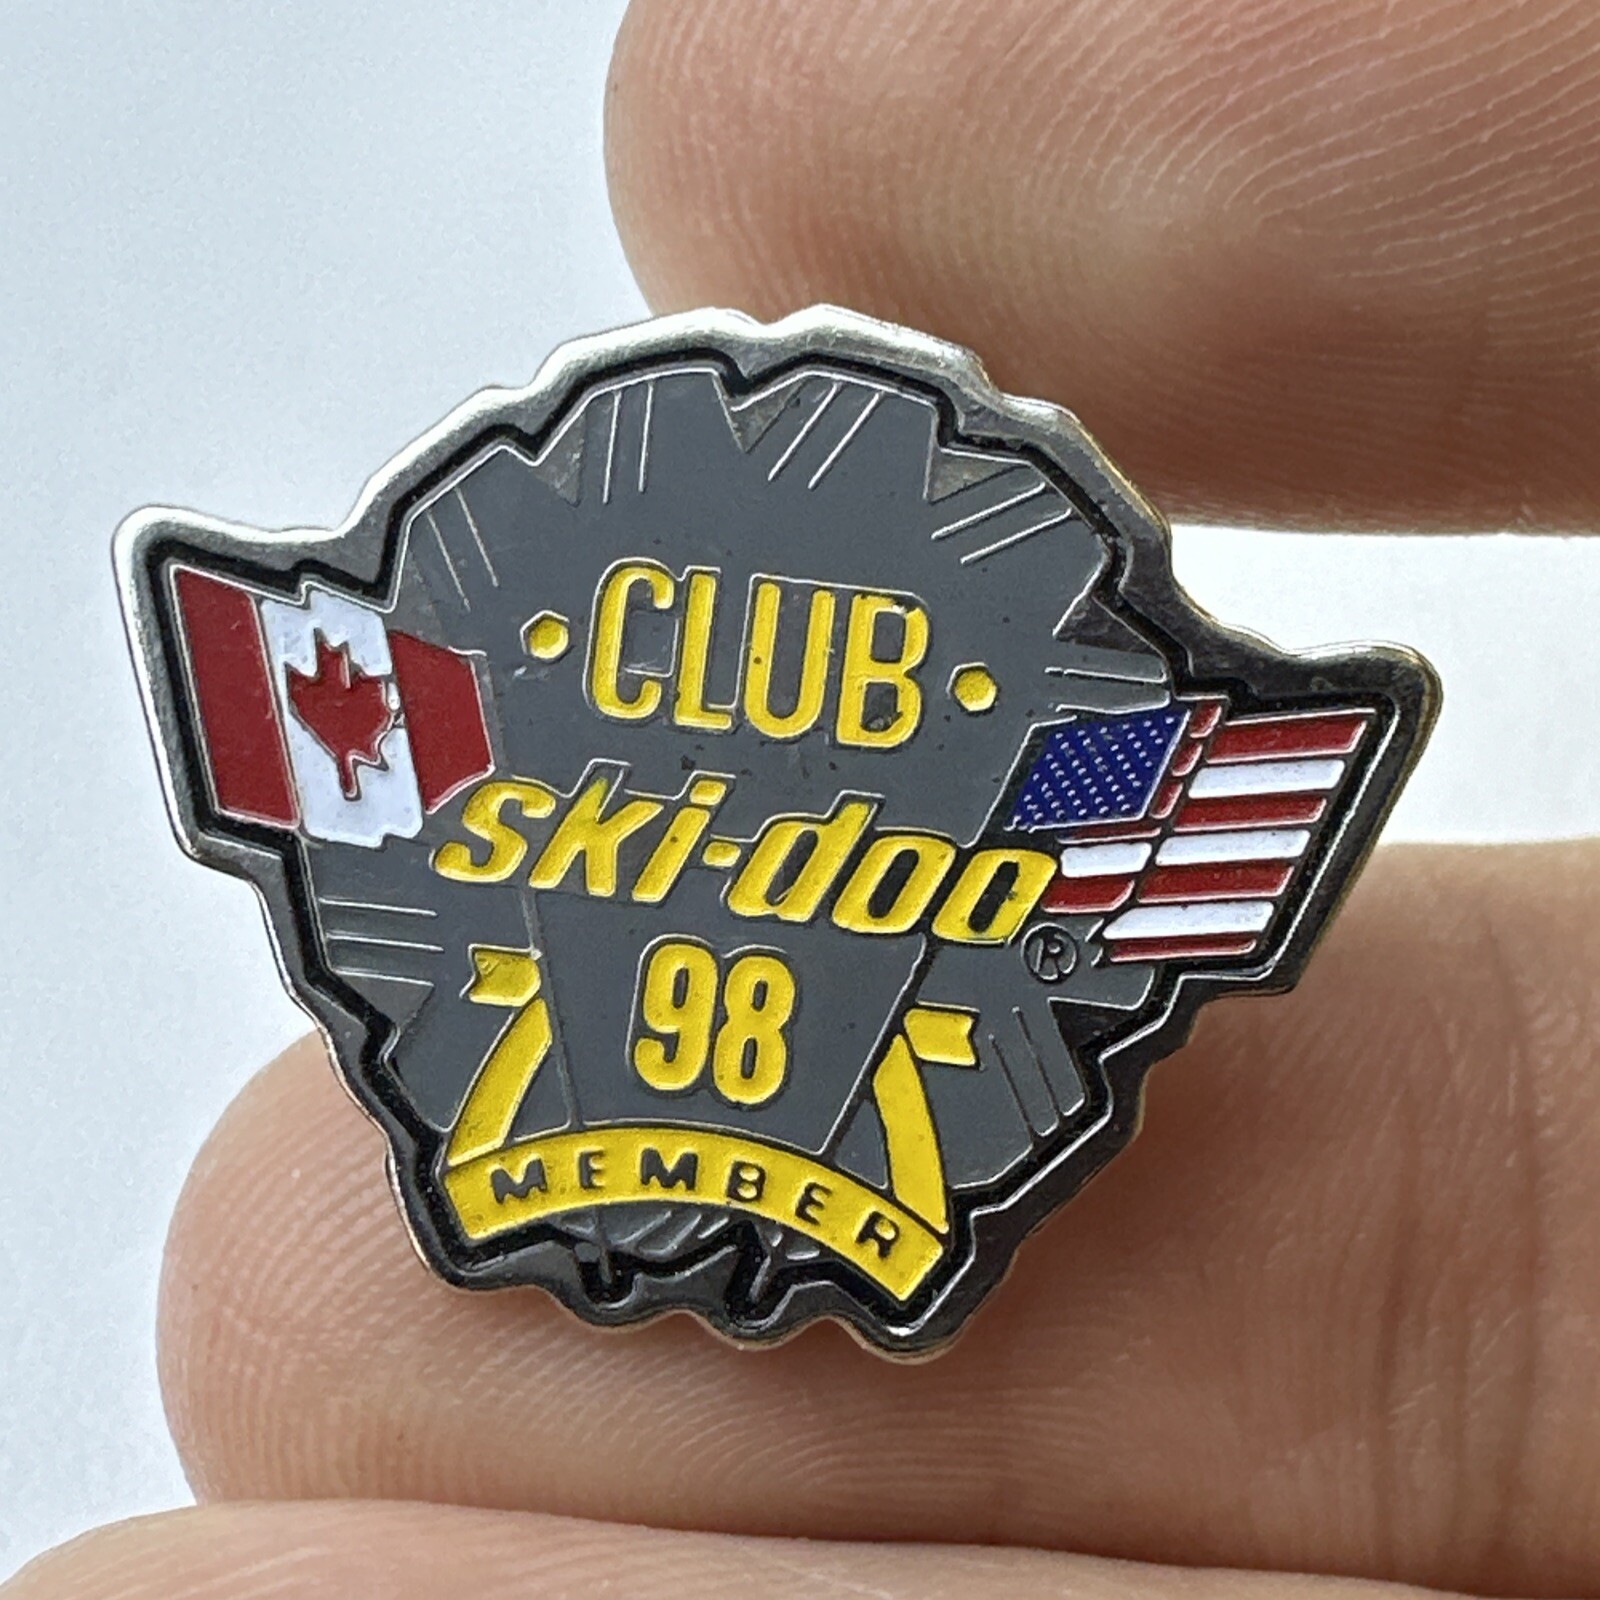 • CLUB •
ski-doo®
98
MEMBER